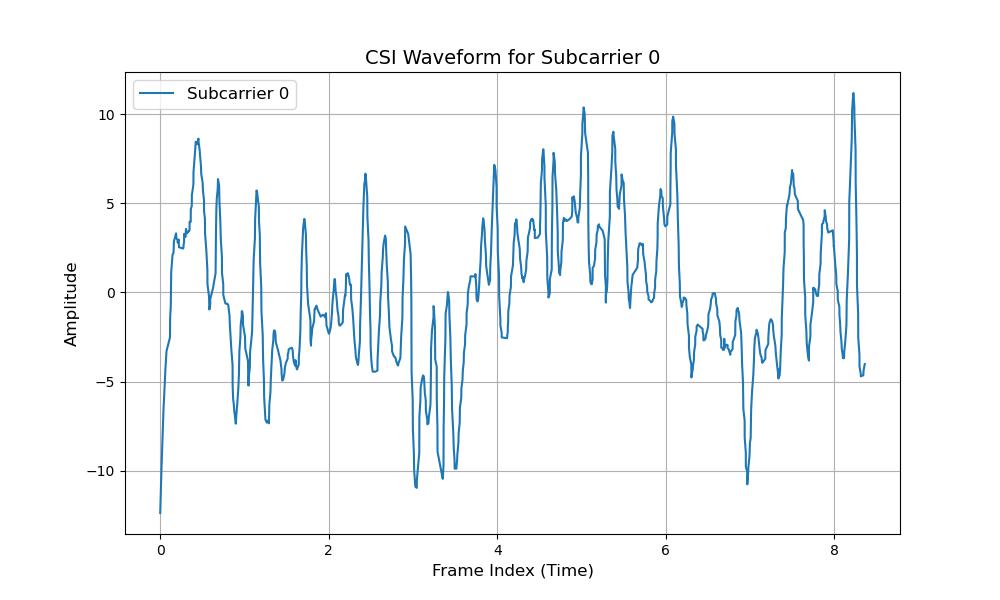 CSI Waveform for Subcarrier 0
Subcarrier 0
Amplitude
10
5
0
−5
−10
0 2 4 6 8
Frame Index (Time)